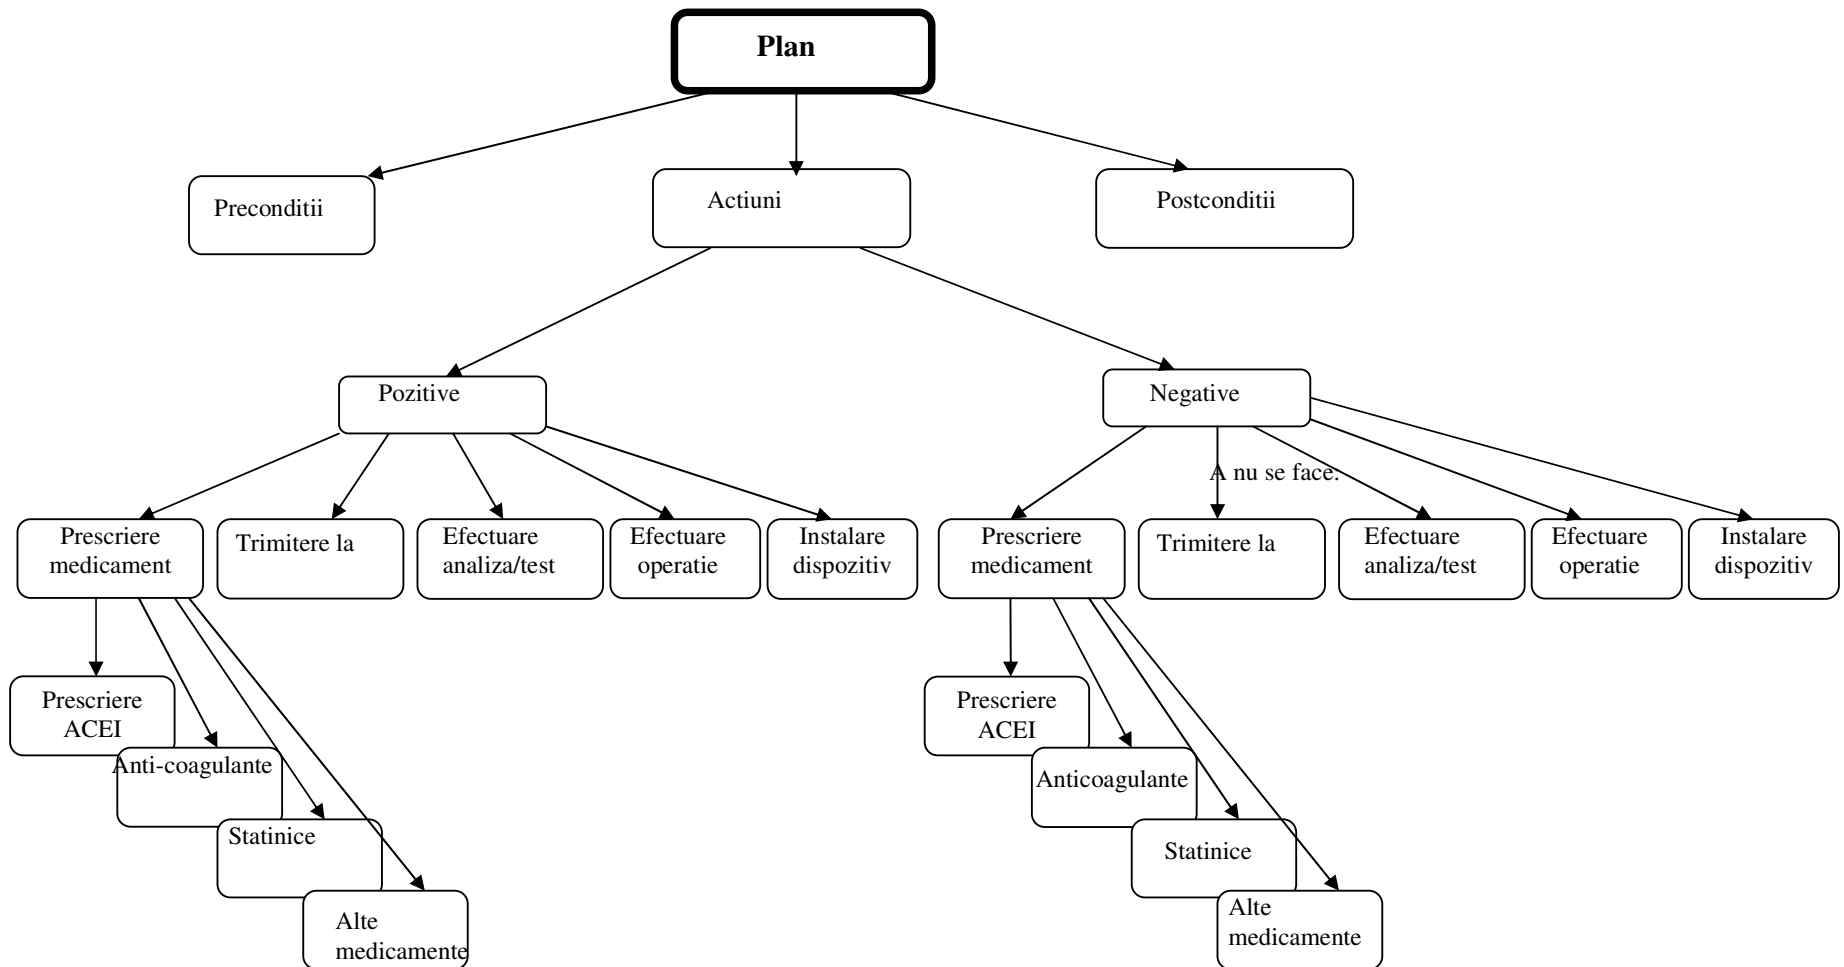 Plan
Preconditii
Actiuni
Postconditii
Pozitive
Negative
A nu se face:
Prescriere
medicament
Trimitere la
Efectuare
analiza/test
Efectuare
operatie
Instalare
dispozitiv
Prescriere
medicament
Trimitere la
Efectuare
analiza/test
Efectuare
operatie
Instalare
dispozitiv
Prescriere
ACEI
Anti-coagulante
Statinice
Alte
medicamente
Prescriere
ACEI
Anticoagulante
Statinice
Alte
medicamente